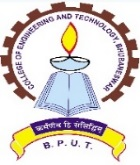 COLLEGE OF ENGINEERING AND TECHNOLOGY, BHUBANESWAR
B. P. U. T.